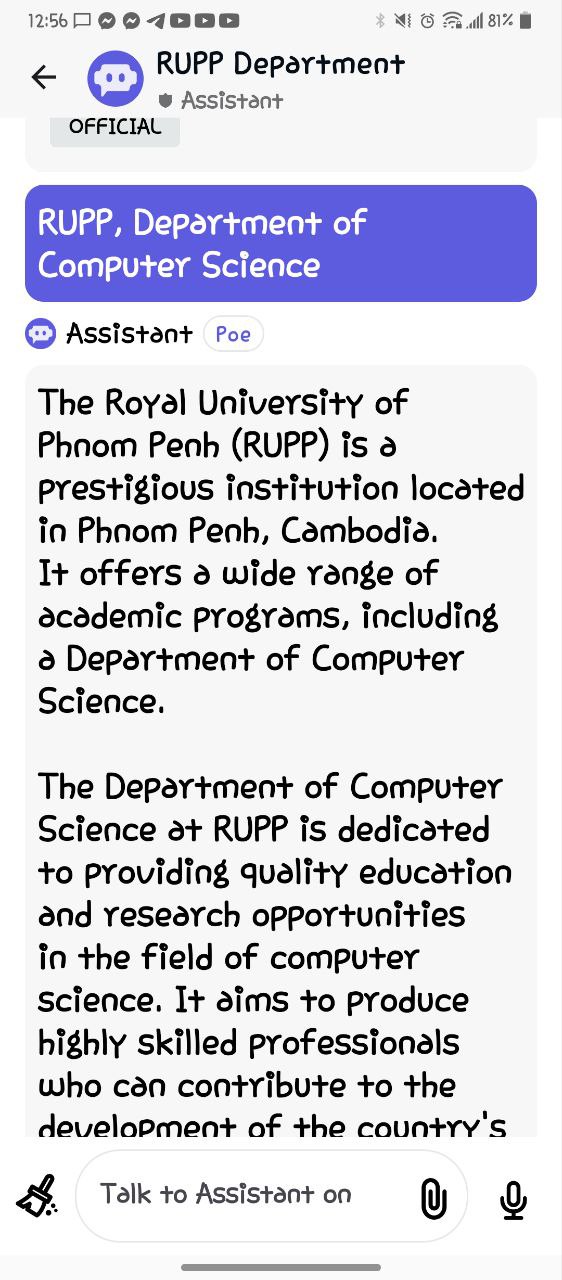 12:56
81%
RUPP Department
Assistant
OFFICIAL
RUPP, Department of
Computer Science
Assistant Poe
The Royal University of
Phnom Penh (RUPP) is a
prestigious institution located
in Phnom Penh, Cambodia.
It offers a wide range of
academic programs, including
a Department of Computer
Science.
The Department of Computer
Science at RUPP is dedicated
to providing quality education
and research opportunities
in the field of computer
science. It aims to produce
highly skilled professionals
who can contribute to the
development of the country's
Talk to Assistant on